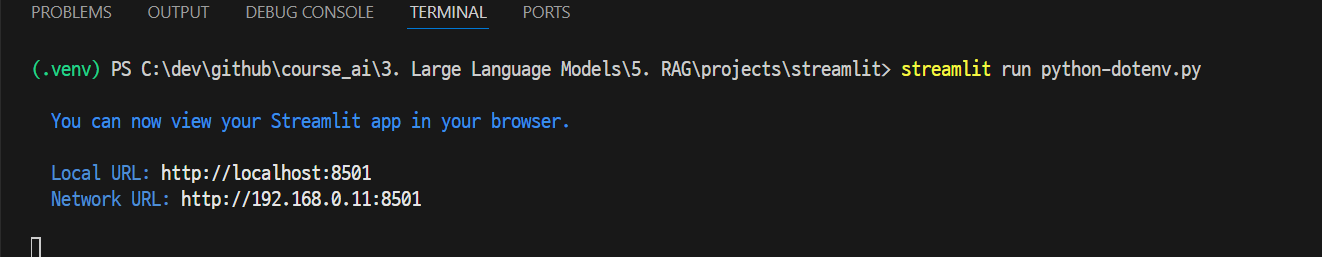 PROBLEMS OUTPUT DEBUG CONSOLE TERMINAL PORTS
(.venv) PS C:\dev\github\course_ai\3. Large Language Models\5. RAG\projects\streamlit> streamlit run python-dotenv.py
You can now view your Streamlit app in your browser.
Local URL: http://localhost:8501
Network URL: http://192.168.0.11:8501